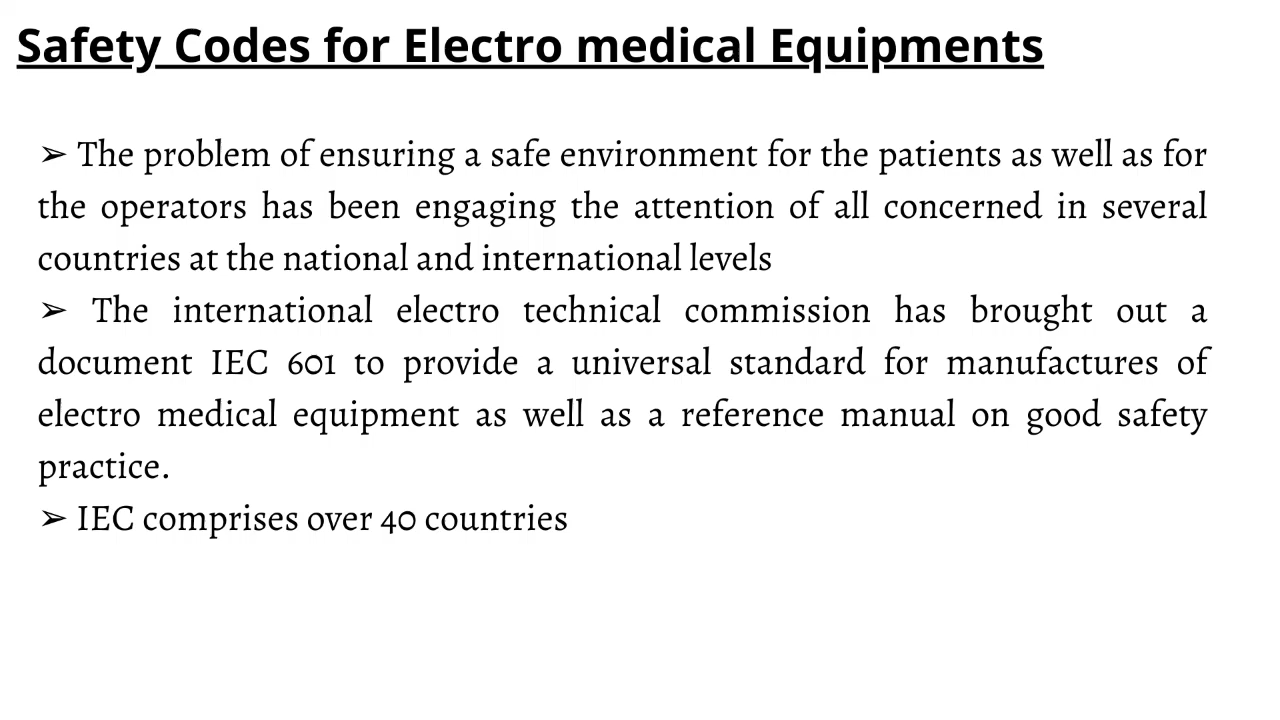 Safety Codes for Electro medical Equipments
➢ The problem of ensuring a safe environment for the patients as well as for
the operators has been engaging the attention of all concerned in several
countries at the national and international levels
➢ The international electro technical commission has brought out a
document IEC 601 to provide a universal standard for manufactures of
electro medical equipment as well as a reference manual on good safety
practice.
➢ IEC comprises over 40 countries